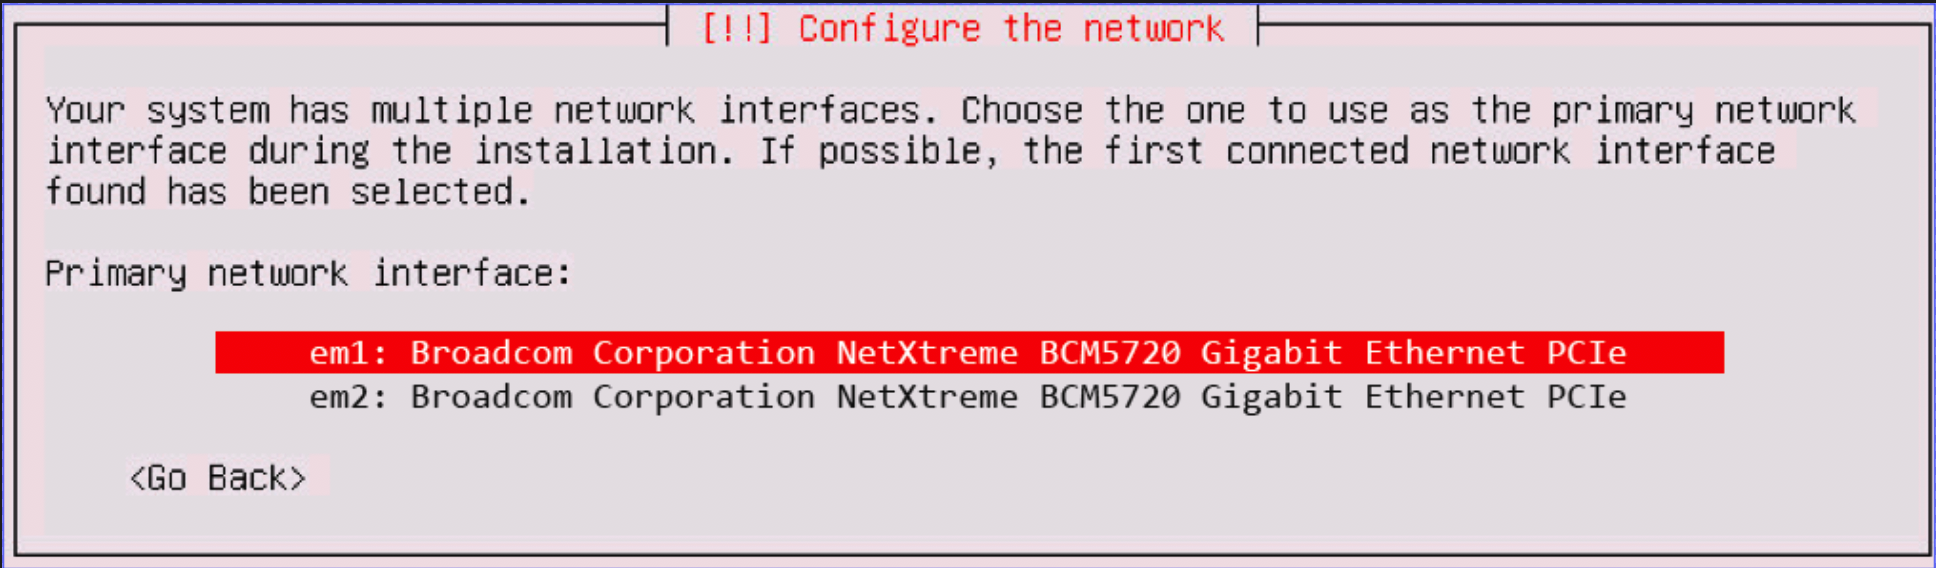 [!!] Configure the network
Your system has multiple network interfaces. Choose the one to use as the primary network
interface during the installation. If possible, the first connected network interface
found has been selected.
Primary network interface:
em1: Broadcom Corporation NetXtreme BCM5720 Gigabit Ethernet PCIe
em2: Broadcom Corporation NetXtreme BCM5720 Gigabit Ethernet PCIe
<Go Back>